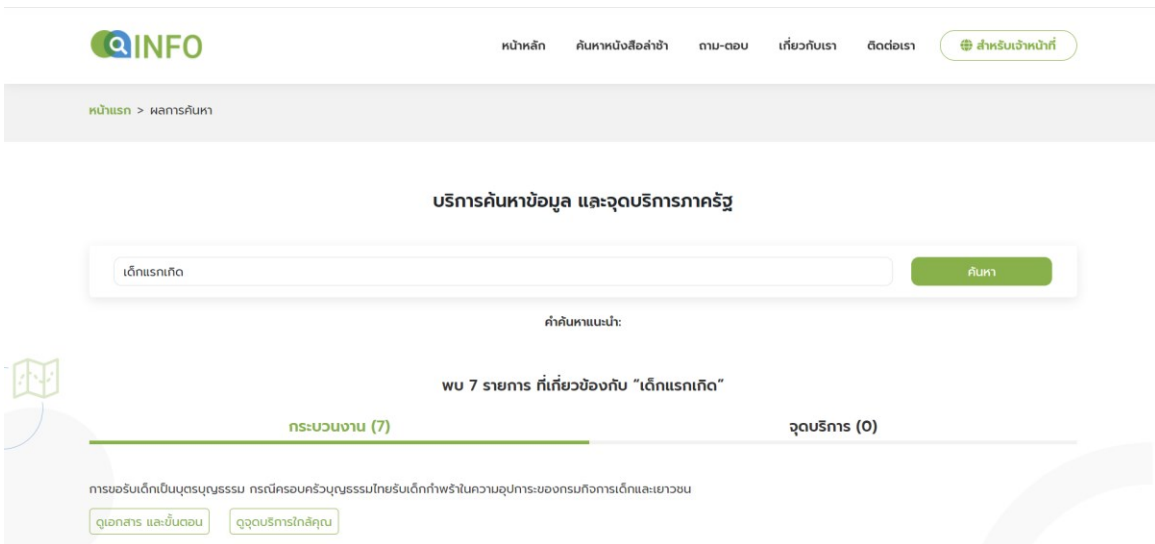 INFO
หน้าหลัก ค้นหาหนังสือล่าช้า ถาม-ตอบ เกี่ยวกับเรา ติดต่อเรา สำหรับเจ้าหน้าที่
หน้าแรก > ผลการค้นหา
บริการค้นหาข้อมูล และจุดบริการภาครัฐ
เด็กแรกเกิด ค้นหา
คำค้นหาแนะนำ:
พบ 7 รายการ ที่เกี่ยวข้องกับ "เด็กแรกเกิด"
กระบวนงาน (7) จุดบริการ (0)
การขอรับเด็กเป็นบุตรบุญธรรม กรณีครอบครัวบุญธรรมไทยรับเด็กกำพร้าในความอุปการะของกรมกิจการเด็กและเยาวชน
ดูเอกสาร และขั้นตอน ดูจุดบริการใกล้คุณ